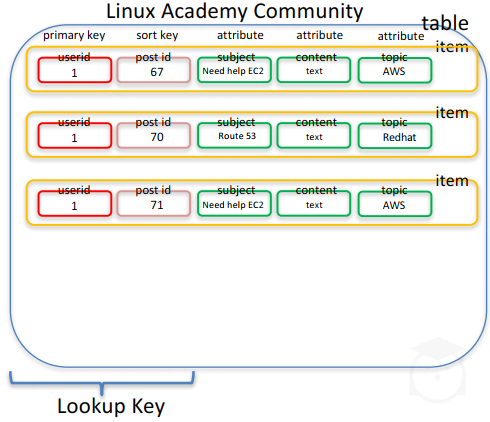 Linux Academy Community
table
primary key sort key attribute attribute attribute
item
userid post id subject content topic
1 67 Need help EC2 text AWS
item
userid post id subject content topic
1 70 Route 53 text Redhat
item
userid post id subject content topic
1 71 Need help EC2 text AWS
Lookup Key